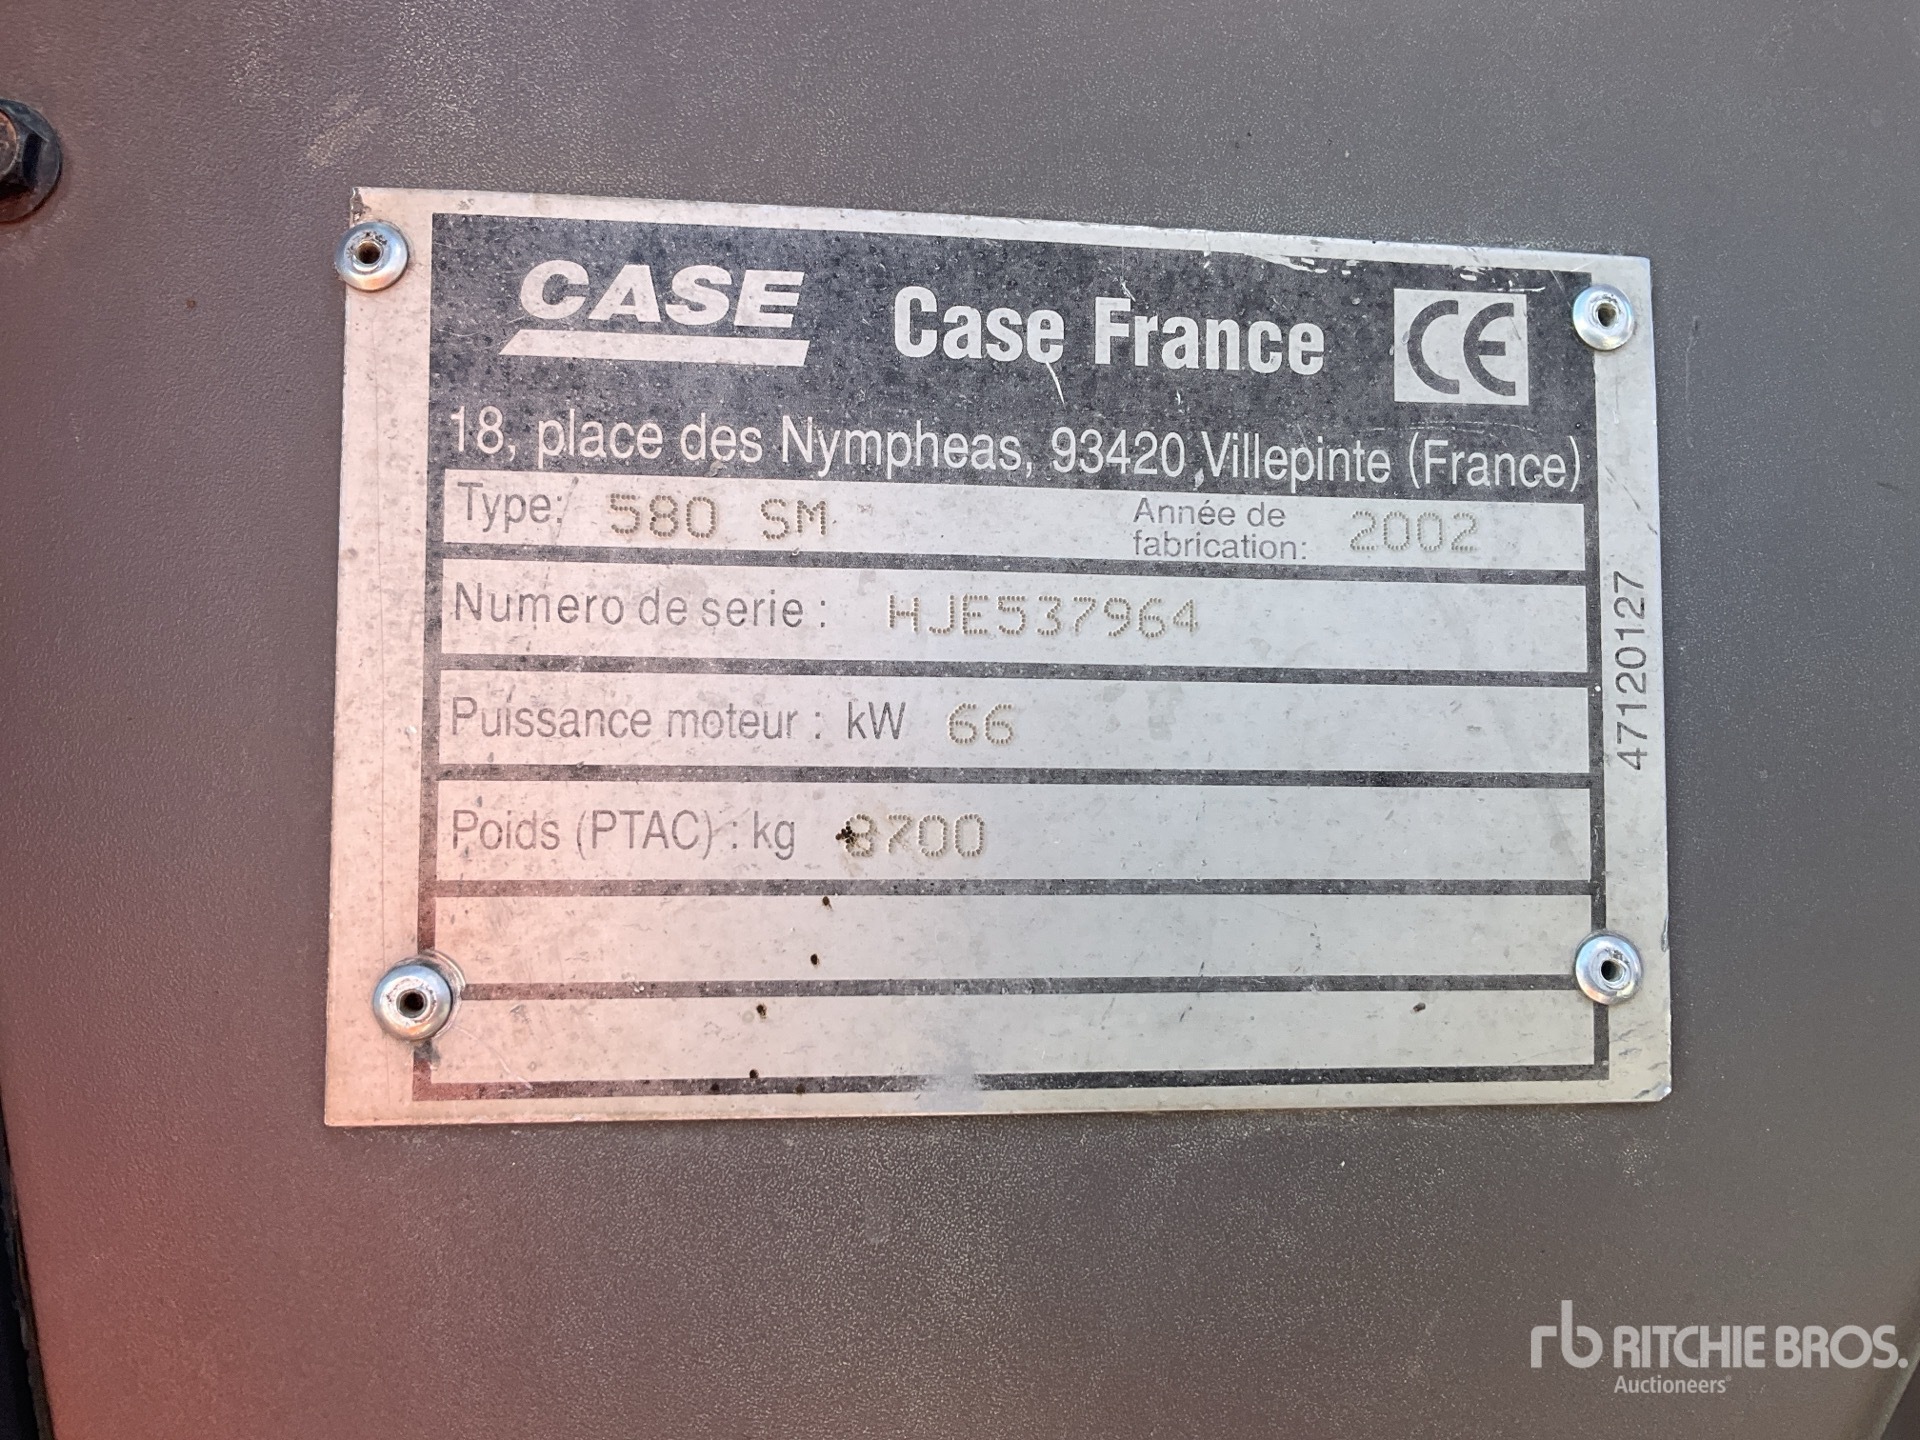 CASE Case France CE
18, place des Nympheas, 93420 Villepinte (France)
Type: 580 SM Année de fabrication: 2002
Numero de serie : HJE537964
Puissance moteur : kW 66
Poids (PTAC) : kg 8700
47120127
rb RITCHIE BROS.
Auctioneers